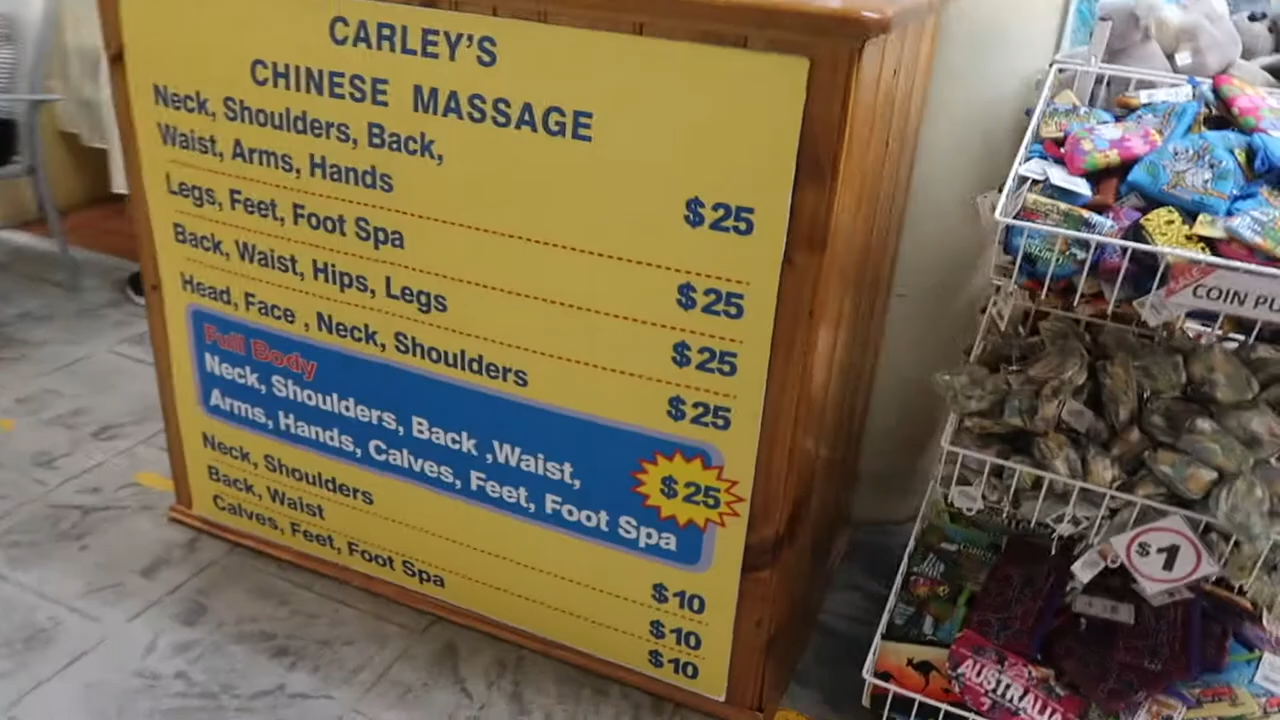 CARLEY'S
CHINESE MASSAGE
Neck, Shoulders, Back,
Waist, Arms, Hands $25
Legs, Feet, Foot Spa $25
Back, Waist, Hips, Legs $25
Head, Face , Neck, Shoulders $25
Full Body
Neck, Shoulders, Back ,Waist,
Arms, Hands, Calves, Feet, Foot Spa $25
Neck, Shoulders $10
Back, Waist $10
Calves, Feet, Foot Spa $10
COIN PU
$1
AUSTRALIA